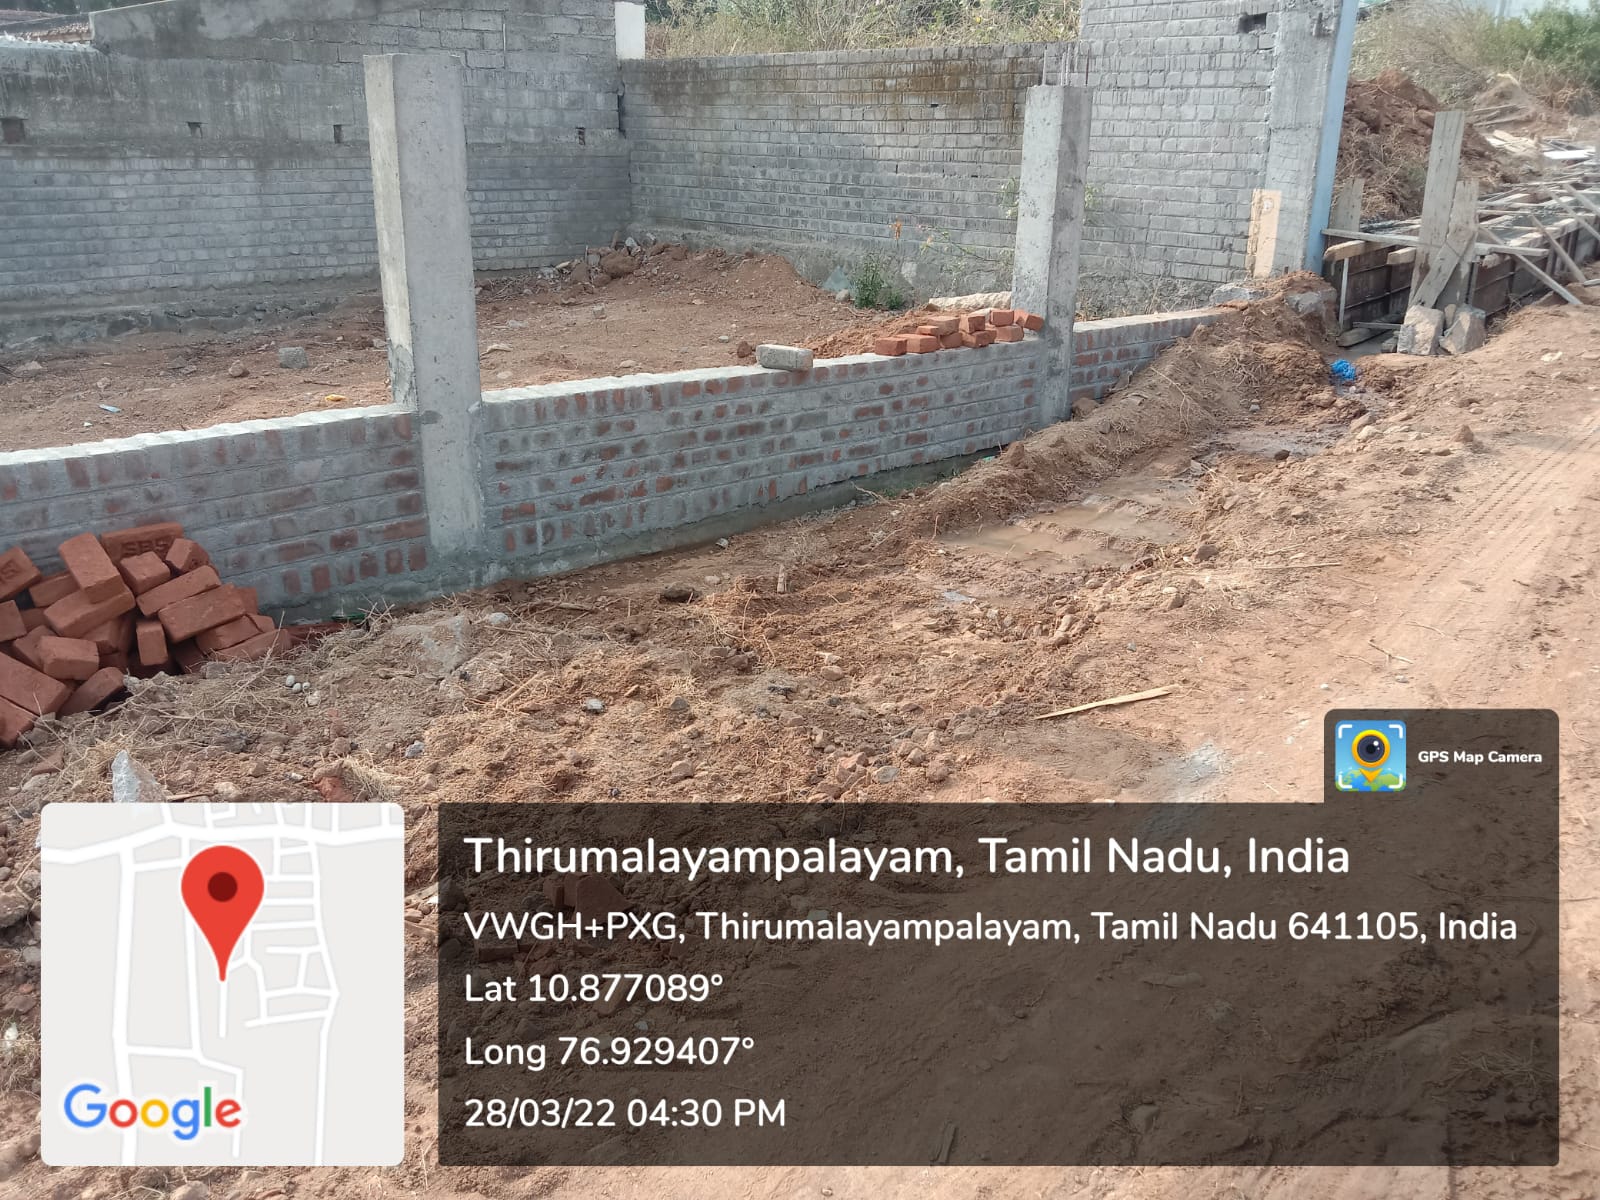 SBS
GPS Map Camera
Thirumalayampalayam, Tamil Nadu, India
VWGH+PXG, Thirumalayampalayam, Tamil Nadu 641105, India
Lat 10.877089°
Long 76.929407°
28/03/22 04:30 PM
Google